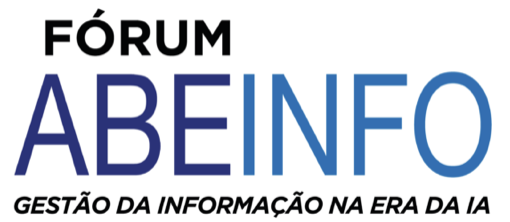 FÓRUM
ABEINFO
GESTÃO DA INFORMAÇÃO NA ERA DA IA